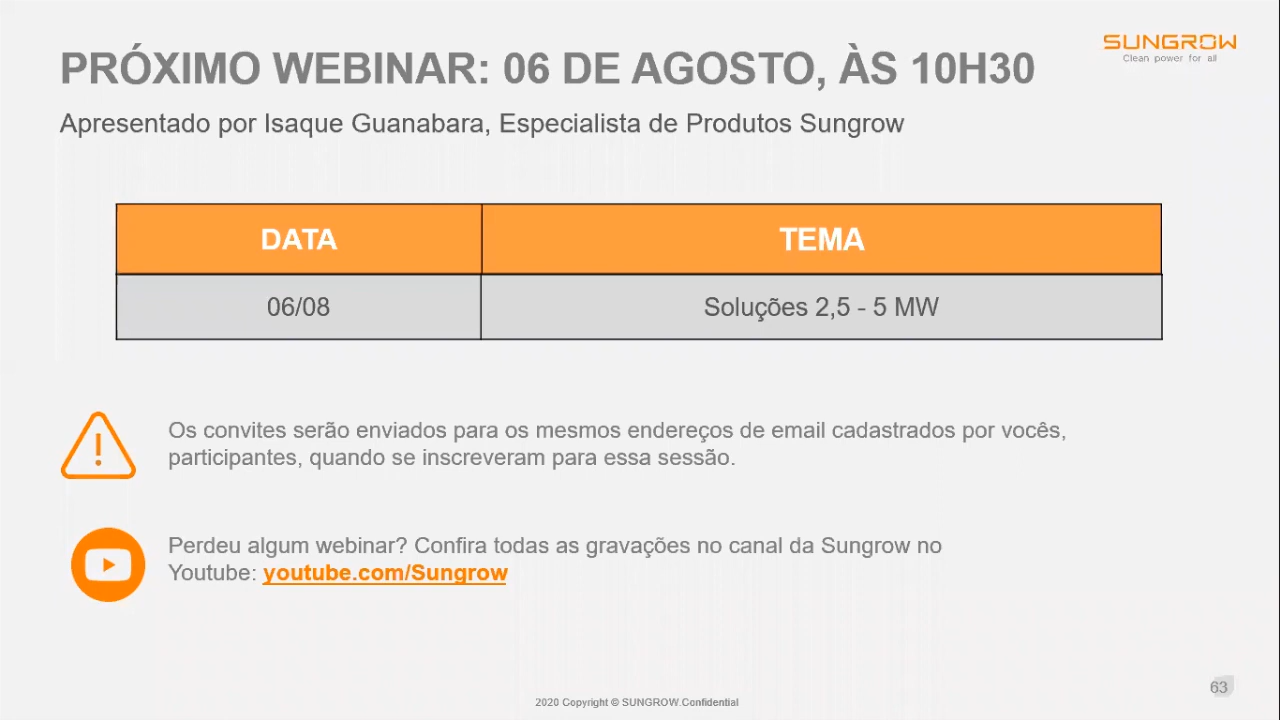 SUNGROW
Clean power for all
PRÓXIMO WEBINAR: 06 DE AGOSTO, ÀS 10H30
Apresentado por Isaque Guanabara, Especialista de Produtos Sungrow
DATA TEMA
06/08 Soluções 2,5 - 5 MW
Os convites serão enviados para os mesmos endereços de email cadastrados por vocês,
participantes, quando se inscreveram para essa sessão.
Perdeu algum webinar? Confira todas as gravações no canal da Sungrow no
Youtube: youtube.com/Sungrow
2020 Copyright © SUNGROW.Confidential
63